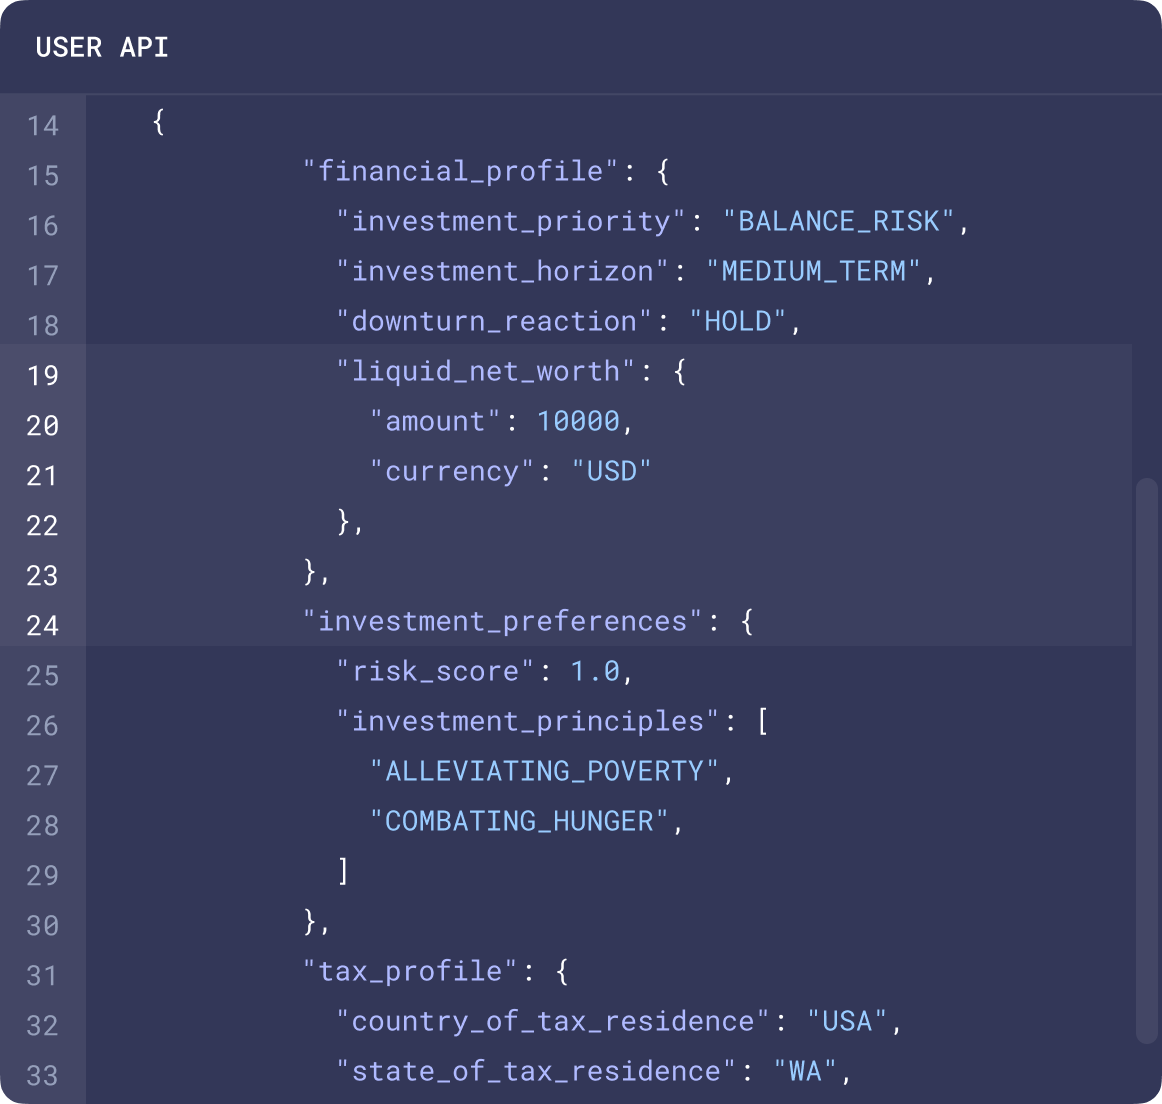 USER API
14 {
15 "financial_profile": {
16 "investment_priority": "BALANCE_RISK",
17 "investment_horizon": "MEDIUM_TERM",
18 "downturn_reaction": "HOLD",
19 "liquid_net_worth": {
20 "amount": 10000,
21 "currency": "USD"
22 },
23 },
24 "investment_preferences": {
25 "risk_score": 1.0,
26 "investment_principles": [
27 "ALLEVIATING_POVERTY",
28 "COMBATING_HUNGER",
29 ]
30 },
31 "tax_profile": {
32 "country_of_tax_residence": "USA",
33 "state_of_tax_residence": "WA",